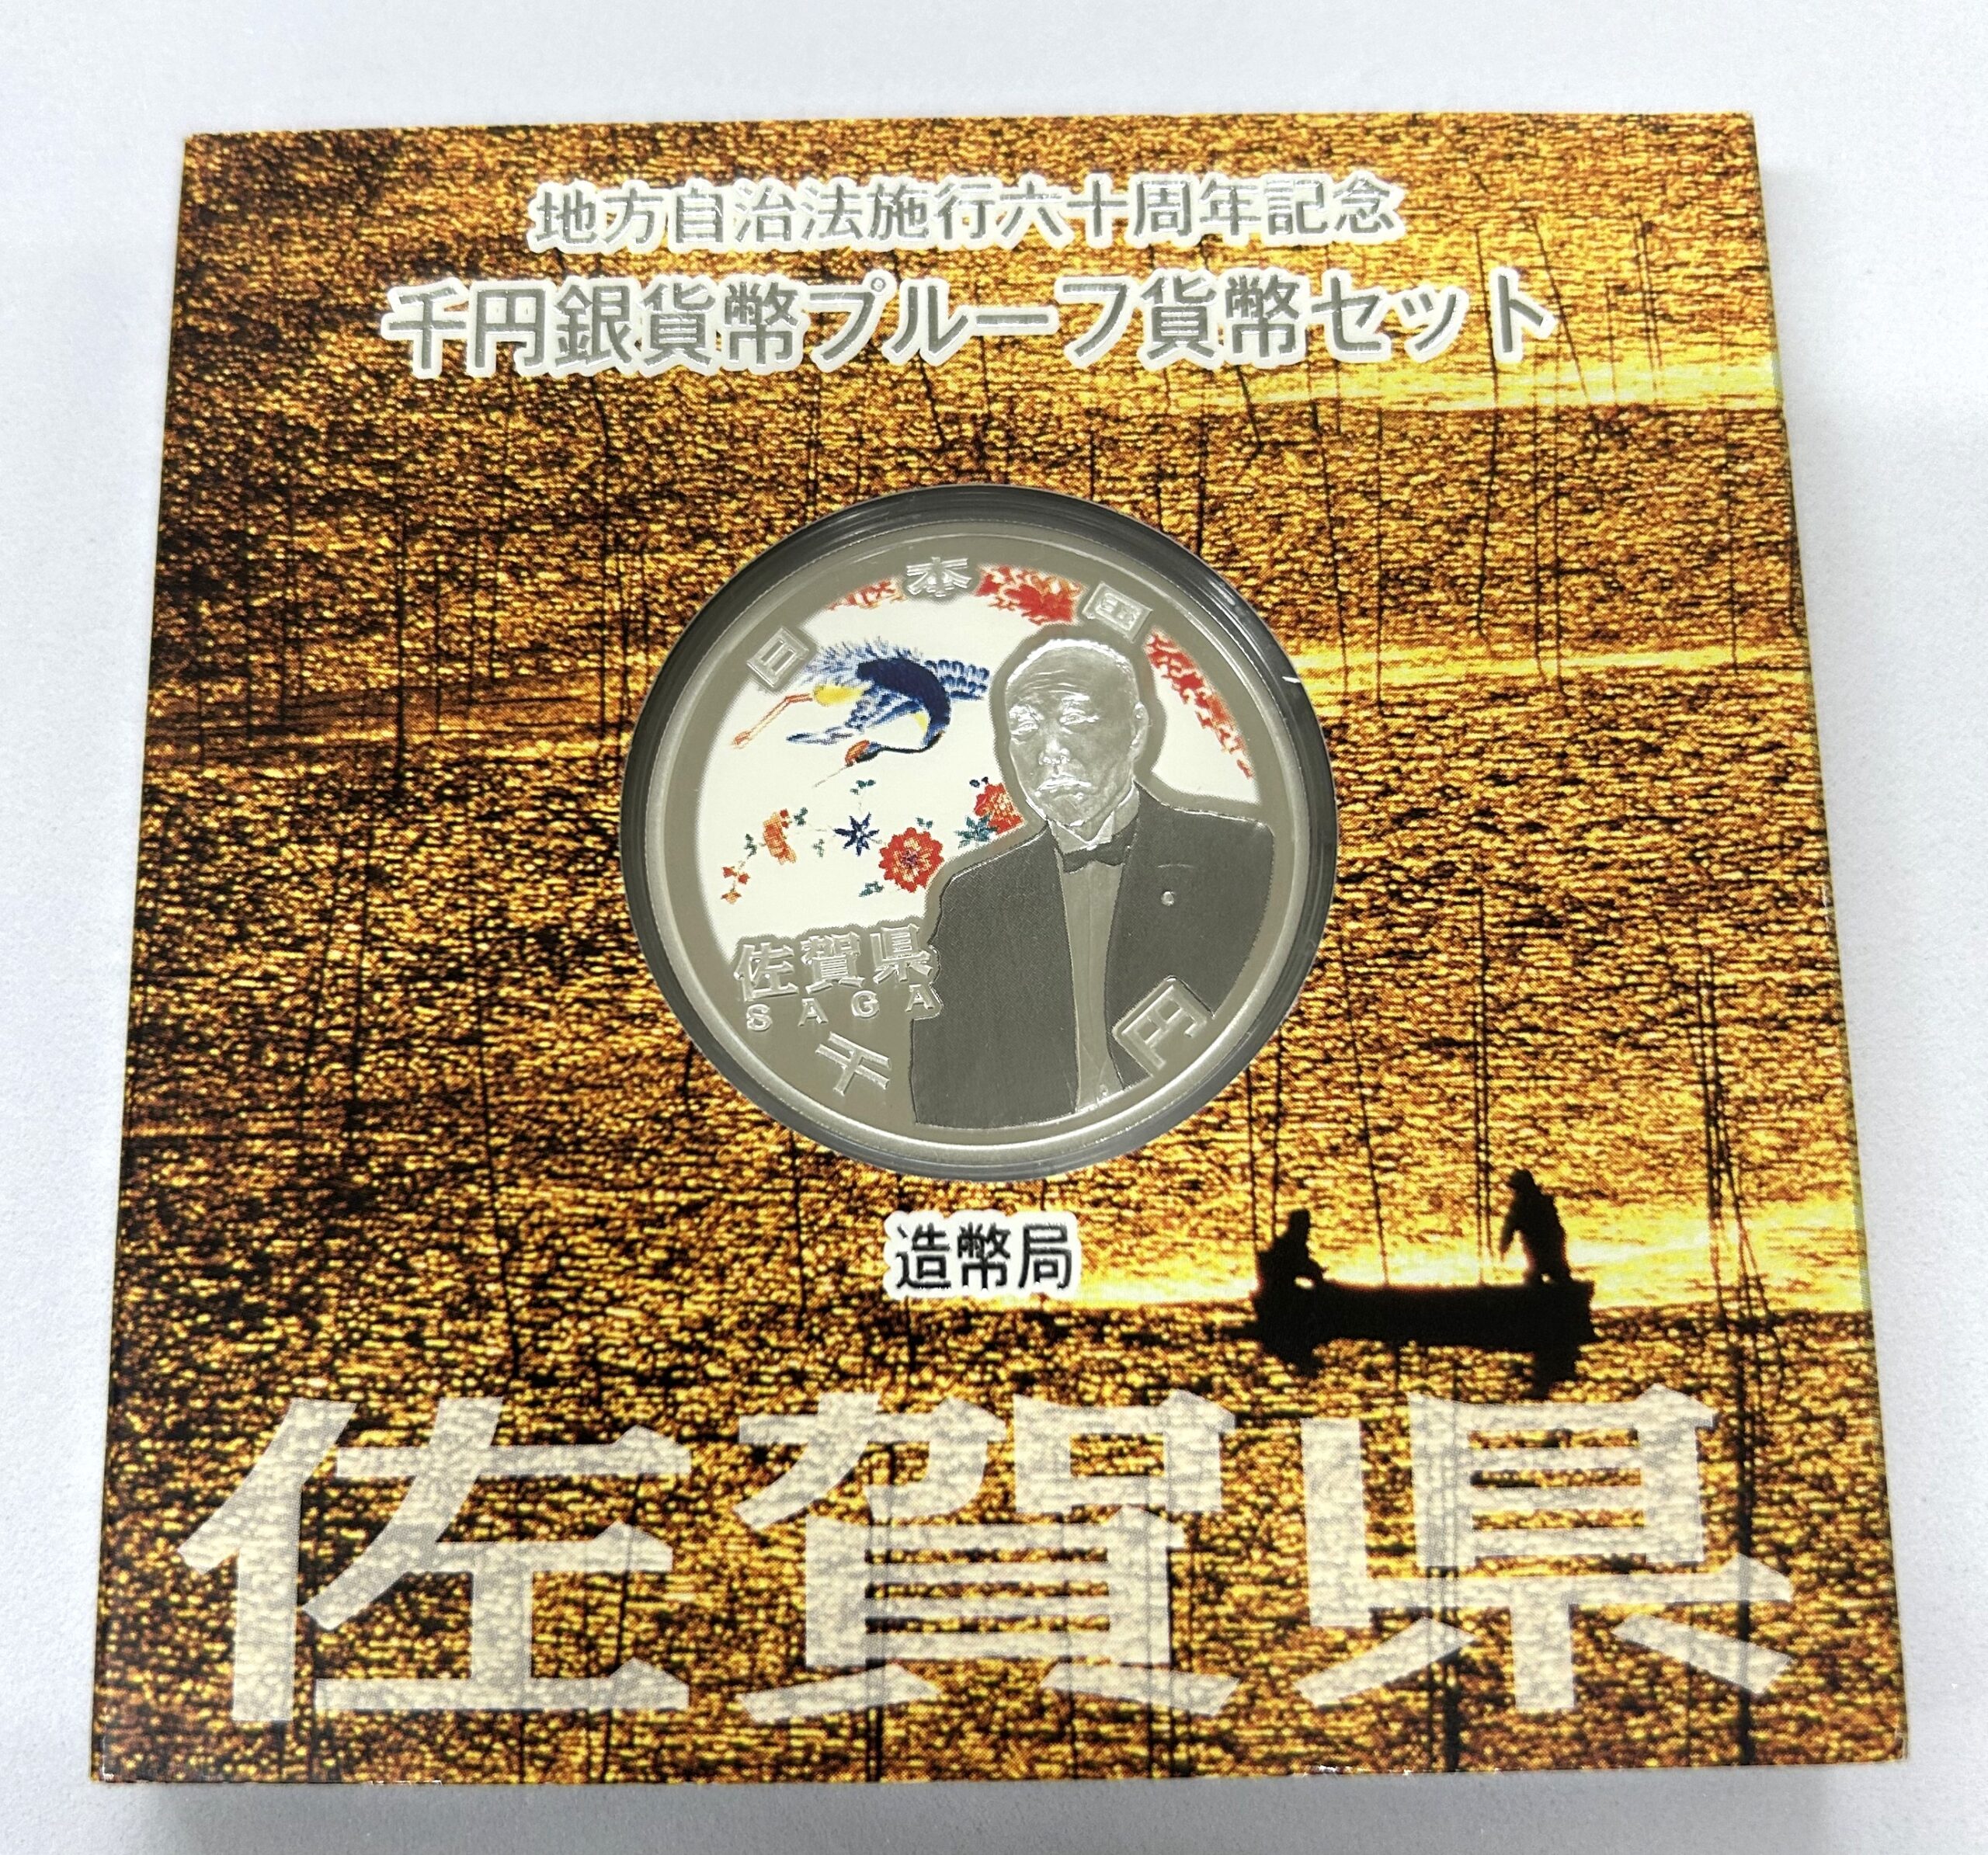 地方自治法施行六十周年記念
千円銀貨幣プルーフ貨幣セット
日本国
佐賀県
SAGA
千円
造幣局
佐賀県